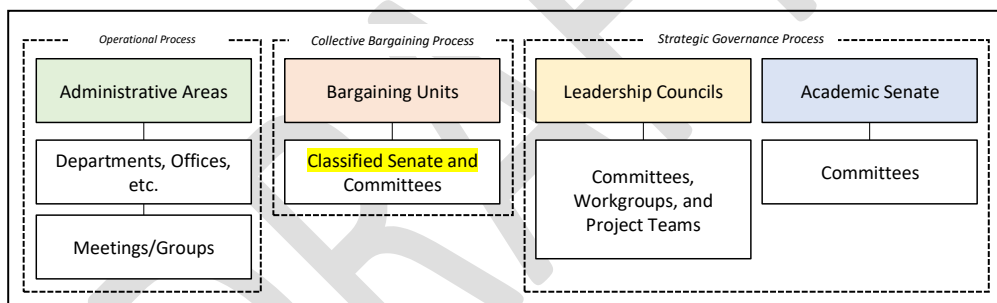 Operational Process
Collective Bargaining Process
Strategic Governance Process
Administrative Areas
Bargaining Units
Leadership Councils
Academic Senate
Departments, Offices,
etc.
Classified Senate and
Committees
Committees,
Workgroups, and
Project Teams
Committees
Meetings/Groups
DRAFT